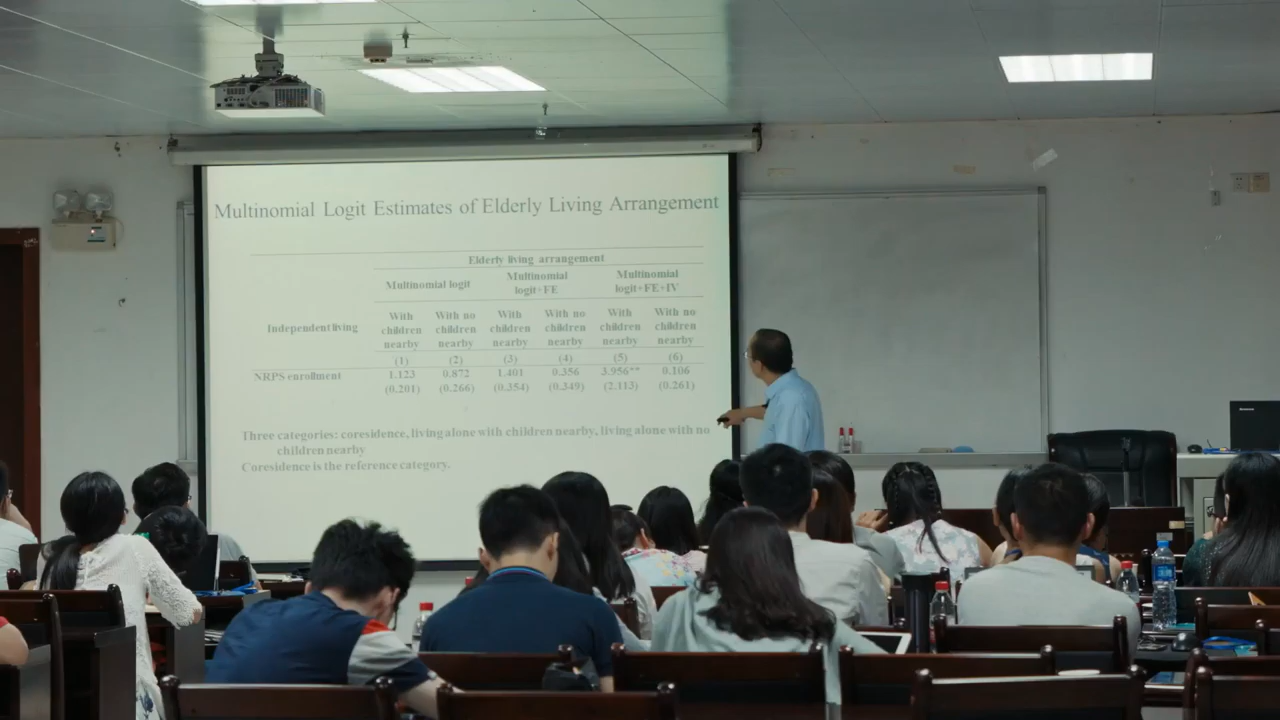 Multinomial Logit Estimates of Elderly Living Arrangement
Elderly living arrangement
Multinomial logit Multinomial logit+FE Multinomial logit+FE+IV
Independent living With children nearby With no children nearby With children nearby With no children nearby With children nearby With no children nearby
(1) (2) (3) (4) (5) (6)
NRPS enrollment 1.123 0.872 1.401 0.356 3.956** 0.106
(0.201) (0.266) (0.354) (0.349) (2.113) (0.261)
Three categories: coresidence, living alone with children nearby, living alone with no
children nearby
Coresidence is the reference category.